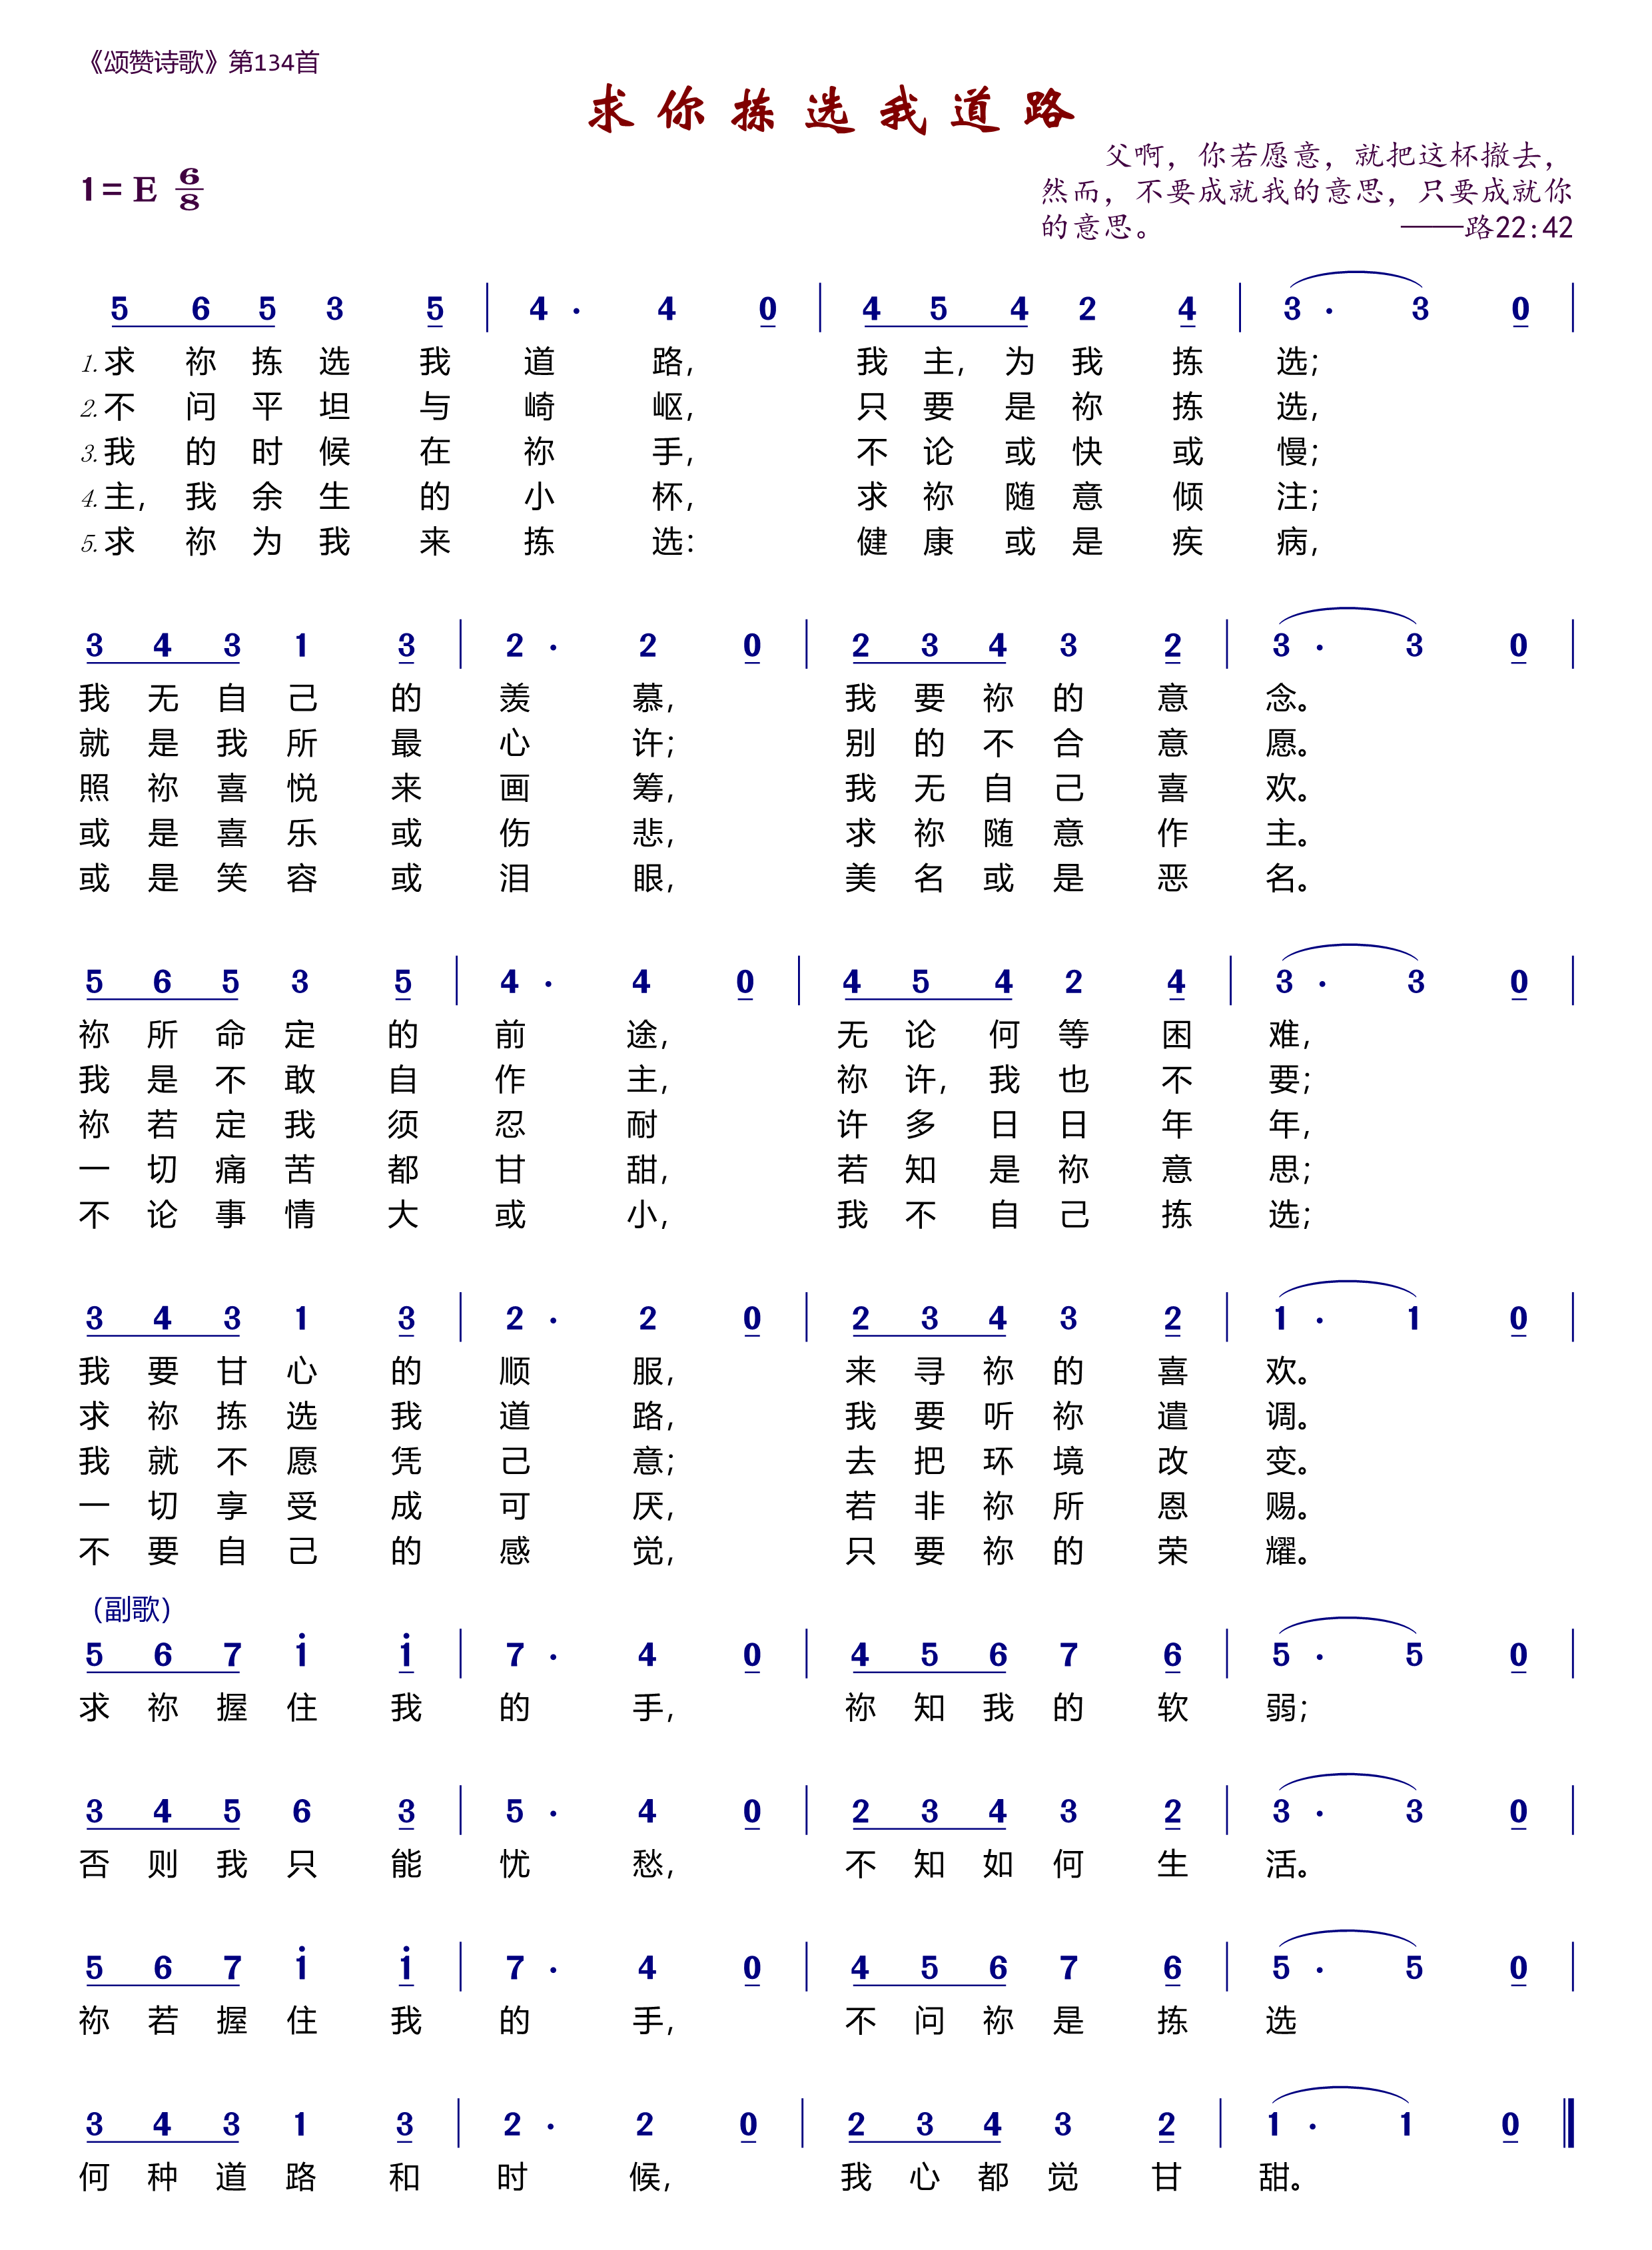 《颂赞诗歌》第134首
求你拣选我道路
父啊，你若愿意，就把这杯撤去，
1=E 6/8
然而，不要成就我的意思，只要成就你
的意思。 ——路22:42
5 6 5 3 5 | 4 · 4 0 | 4 5 4 2 4 | 3 · 3 0 |
1.求祢拣选我道路， 我主，为我拣选；
2.不问平坦与崎岖， 只要是祢拣选，
3.我的时候在祢手， 不论或快或慢；
4.主，我余生的小杯， 求祢随意倾注；
5.求祢为我来拣选： 健康或是疾病，
3 4 3 1 3 | 2 · 2 0 | 2 3 4 3 2 | 3 · 3 0 |
我无自己的羡慕， 我要祢的意念。
就是我所最心许； 别的不合意愿。
照祢喜悦来画筹， 我无自己喜欢。
或是喜乐或伤悲， 求祢随意作主。
或是笑容或泪眼， 美名或是恶名。
5 6 5 3 5 | 4 · 4 0 | 4 5 4 2 4 | 3 · 3 0 |
祢所命定的前途， 无论何等困难，
我是不敢自作主， 祢许，我也不要；
祢若定我须忍耐 许多日日年年，
一切痛苦都甘甜， 若知是祢意思；
不论事情大或小， 我不自己拣选；
3 4 3 1 3 | 2 · 2 0 | 2 3 4 3 2 | 1 · 1 0 |
我要甘心的顺服， 来寻祢的喜欢。
求祢拣选我道路， 我要听祢遣调。
我就不愿凭己意； 去把环境改变。
一切享受成可厌， 若非祢所恩赐。
不要自己的感觉， 只要祢的荣耀。
（副歌）
5 6 7 i i | 7 · 4 0 | 4 5 6 7 6 | 5 · 5 0 |
求祢握住我的手， 祢知我的软弱；
3 4 5 6 3 | 5 · 4 0 | 2 3 4 3 2 | 3 · 3 0 |
否则我只能忧愁， 不知如何生活。
5 6 7 i i | 7 · 4 0 | 4 5 6 7 6 | 5 · 5 0 |
祢若握住我的手， 不问祢是拣选
3 4 3 1 3 | 2 · 2 0 | 2 3 4 3 2 | 1 · 1 0 ‖
何种道路和时候， 我心都觉甘甜。